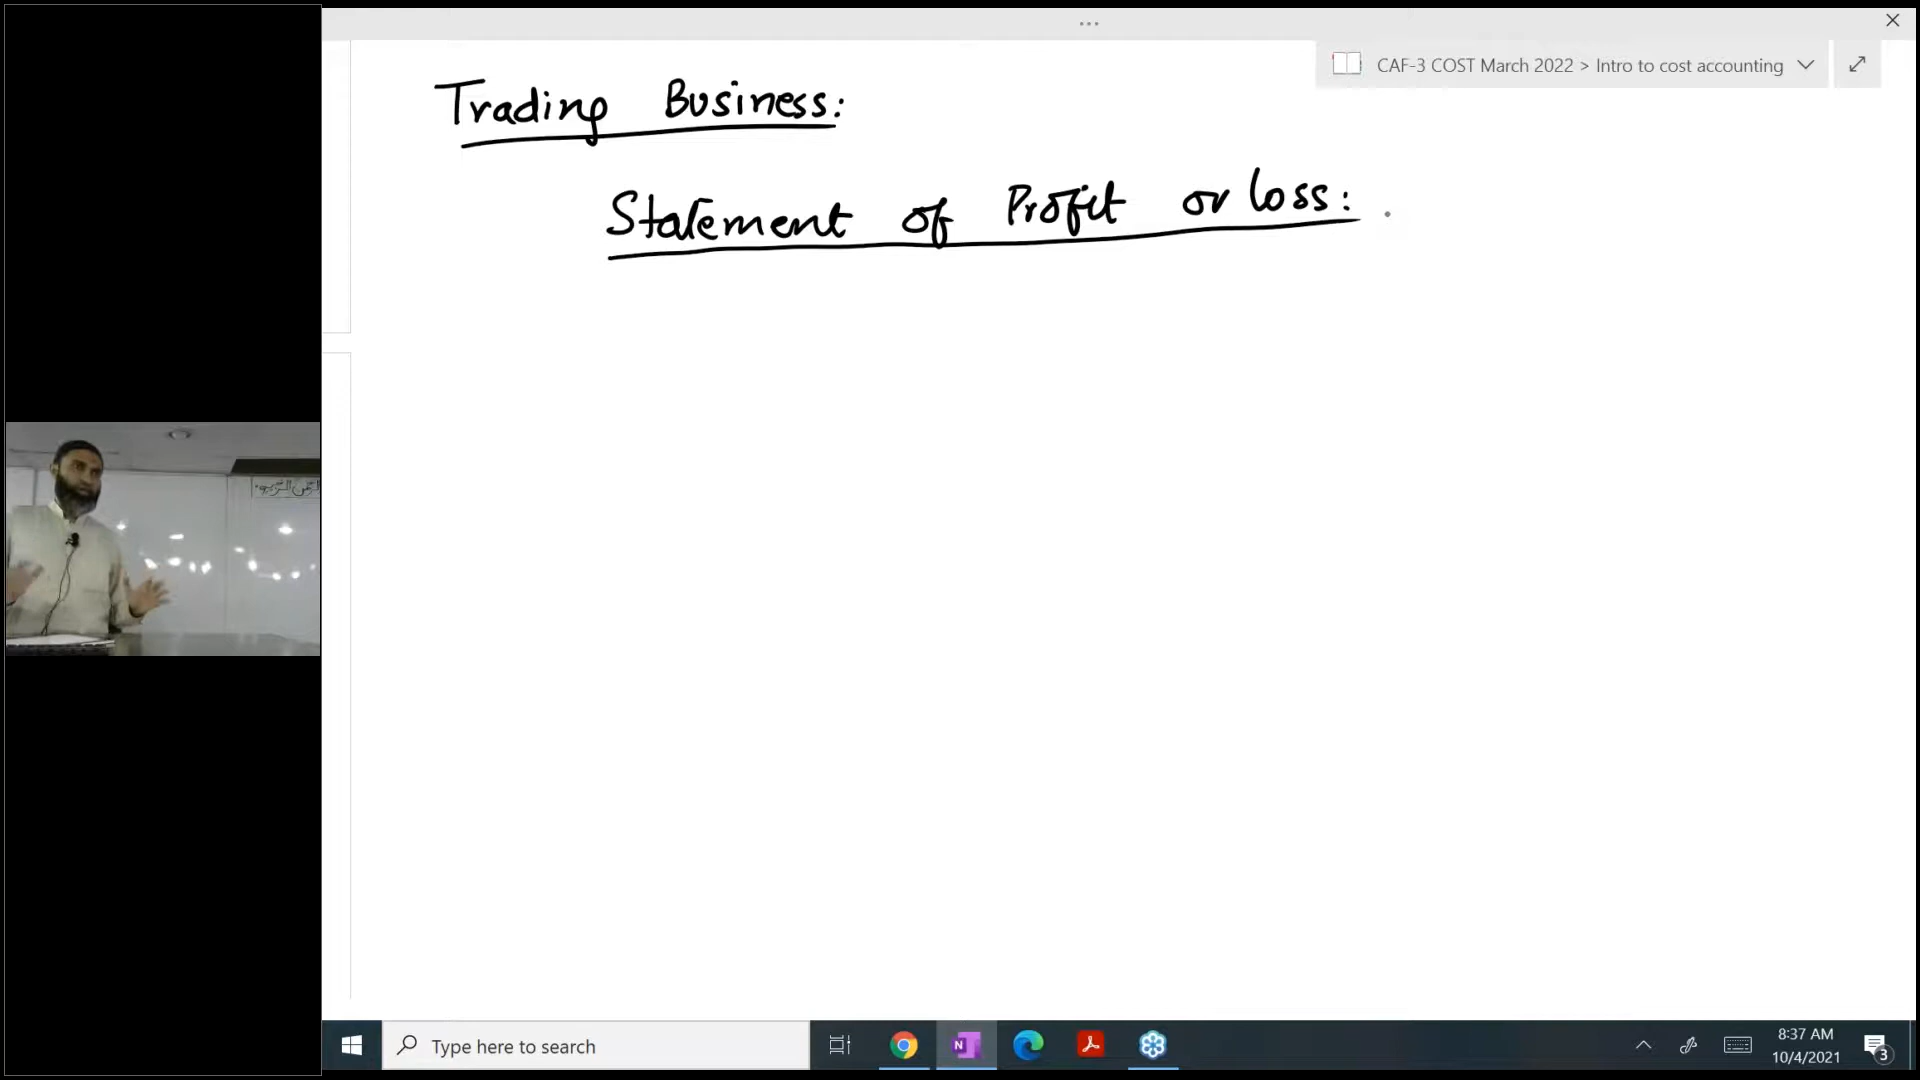 CAF-3 COST March 2022 > Intro to cost accounting
Trading Business:
Statement of Profit or loss:
Type here to search
8:37 AM
10/4/2021
3